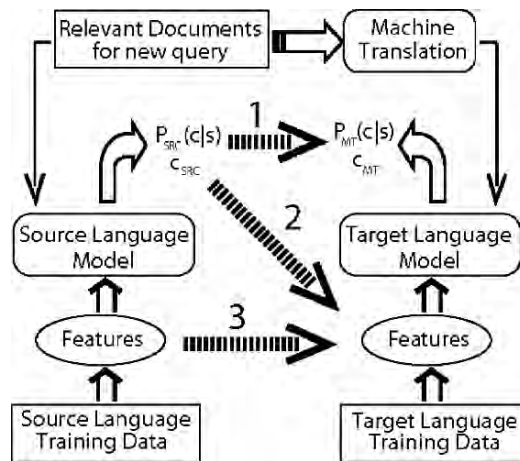 Relevant Documents
for new query
Machine
Translation
1
P_SRC(c|s)
c_SRC
P_MT(c|s)
c_MT
2
Source Language
Model
Target Language
Model
3
Features
Features
Source Language
Training Data
Target Language
Training Data